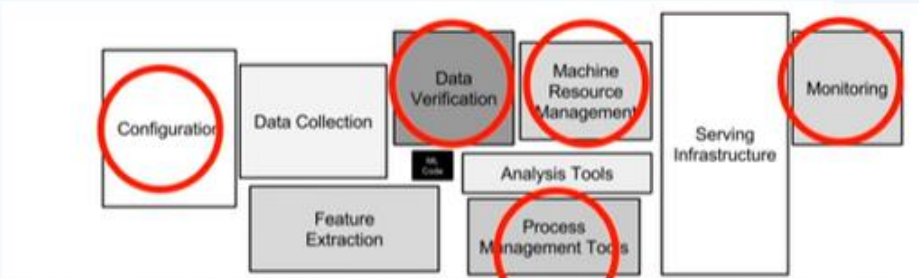 Configuration
Data Collection
Data
Verification
Machine
Resource
Management
Serving
Infrastructure
Monitoring
ML
Code
Analysis Tools
Feature
Extraction
Process
Management Tools